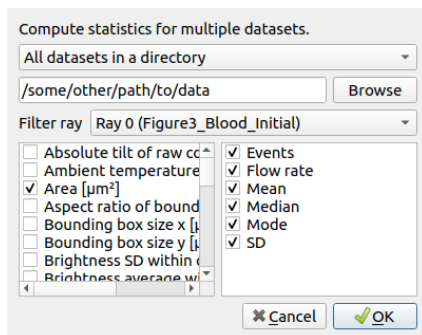 Compute statistics for multiple datasets.
All datasets in a directory
/some/other/path/to/data Browse
Filter ray Ray 0 (Figure3_Blood_Initial)
Absolute tilt of raw
Ambient temperature
Area [µm²]
Aspect ratio of bound
Bounding box size x [
Bounding box size y [
Brightness SD within
Brightness average
Events
Flow rate
Mean
Median
Mode
SD
Cancel OK